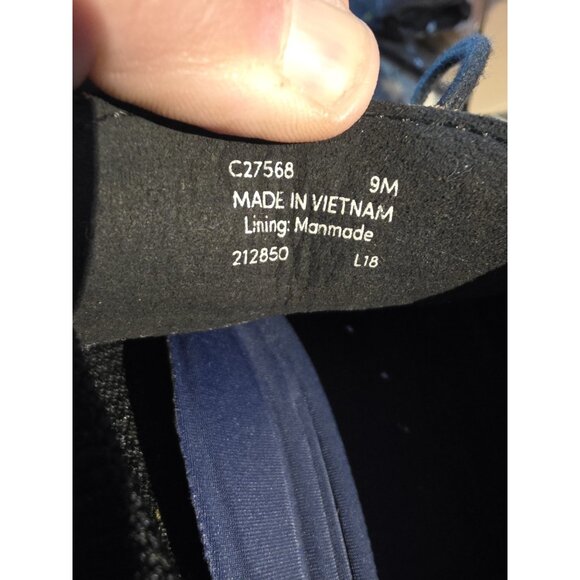 C27568 9M
MADE IN VIETNAM
Lining: Manmade
212850 L18